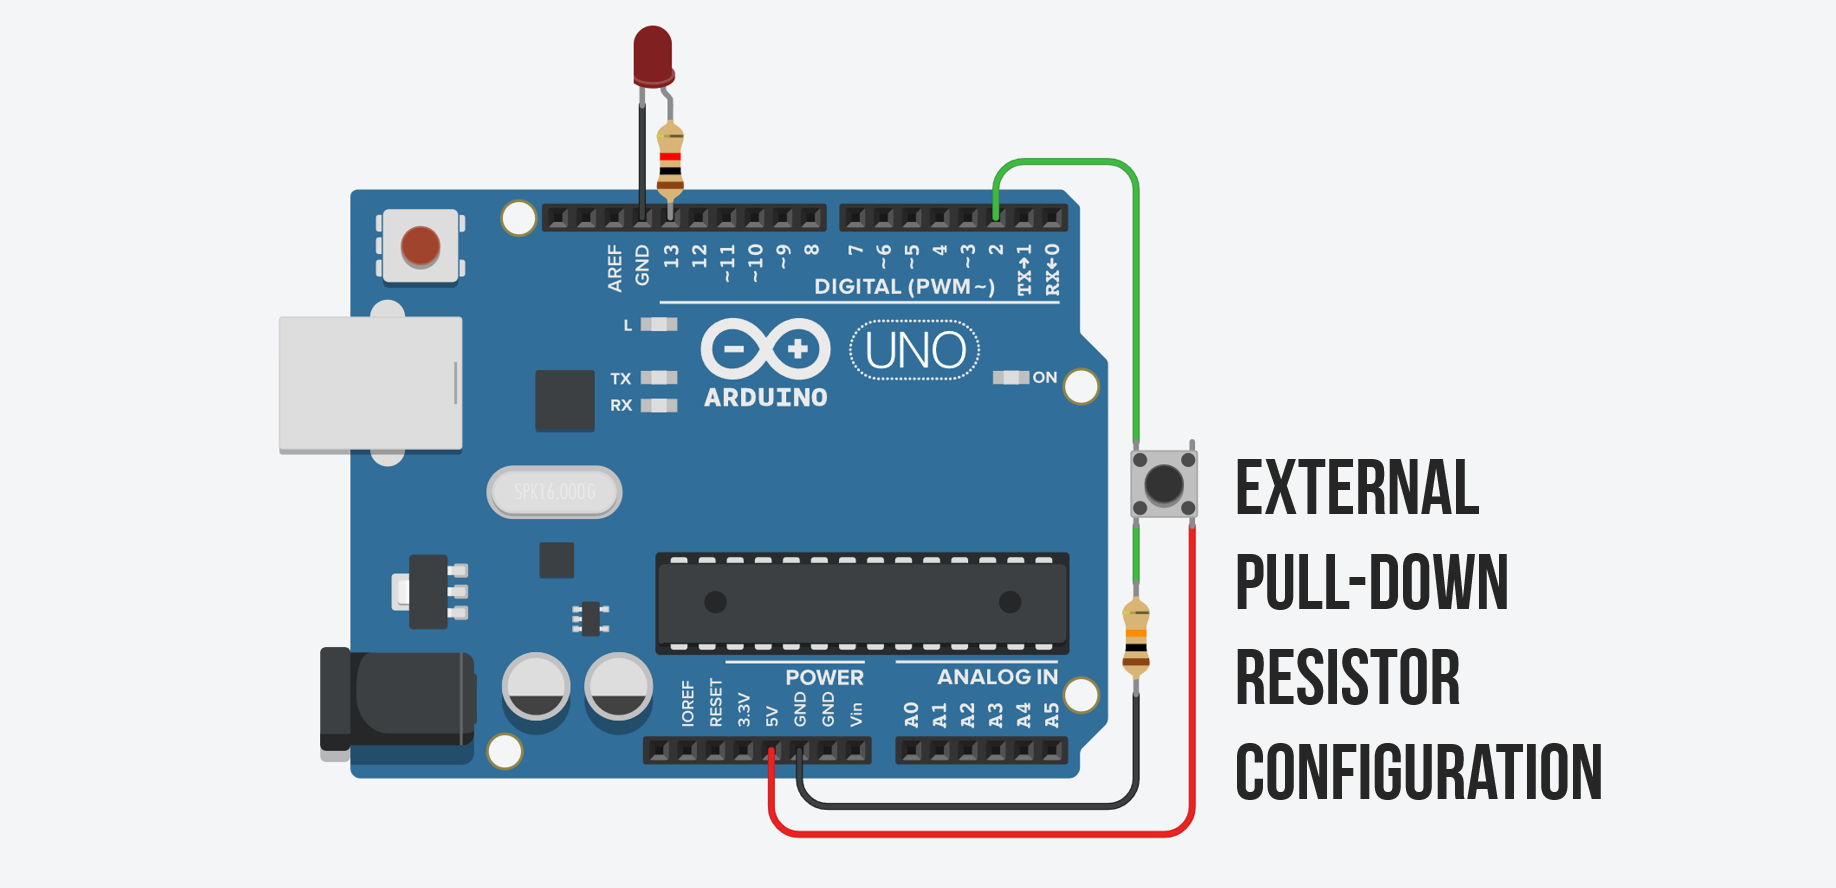 AREF
GND
13
12
~11
~10
~9
8
7
~6
~5
4
~3
2
TX→1
RX←0
DIGITAL (PWM~)
L
TX
RX
ARDUINO
UNO
ON
SPK16.000G
EXTERNAL
PULL-DOWN
RESISTOR
CONFIGURATION
POWER
ANALOG IN
IOREF
RESET
3.3V
5V
GND
GND
Vin
A0
A1
A2
A3
A4
A5